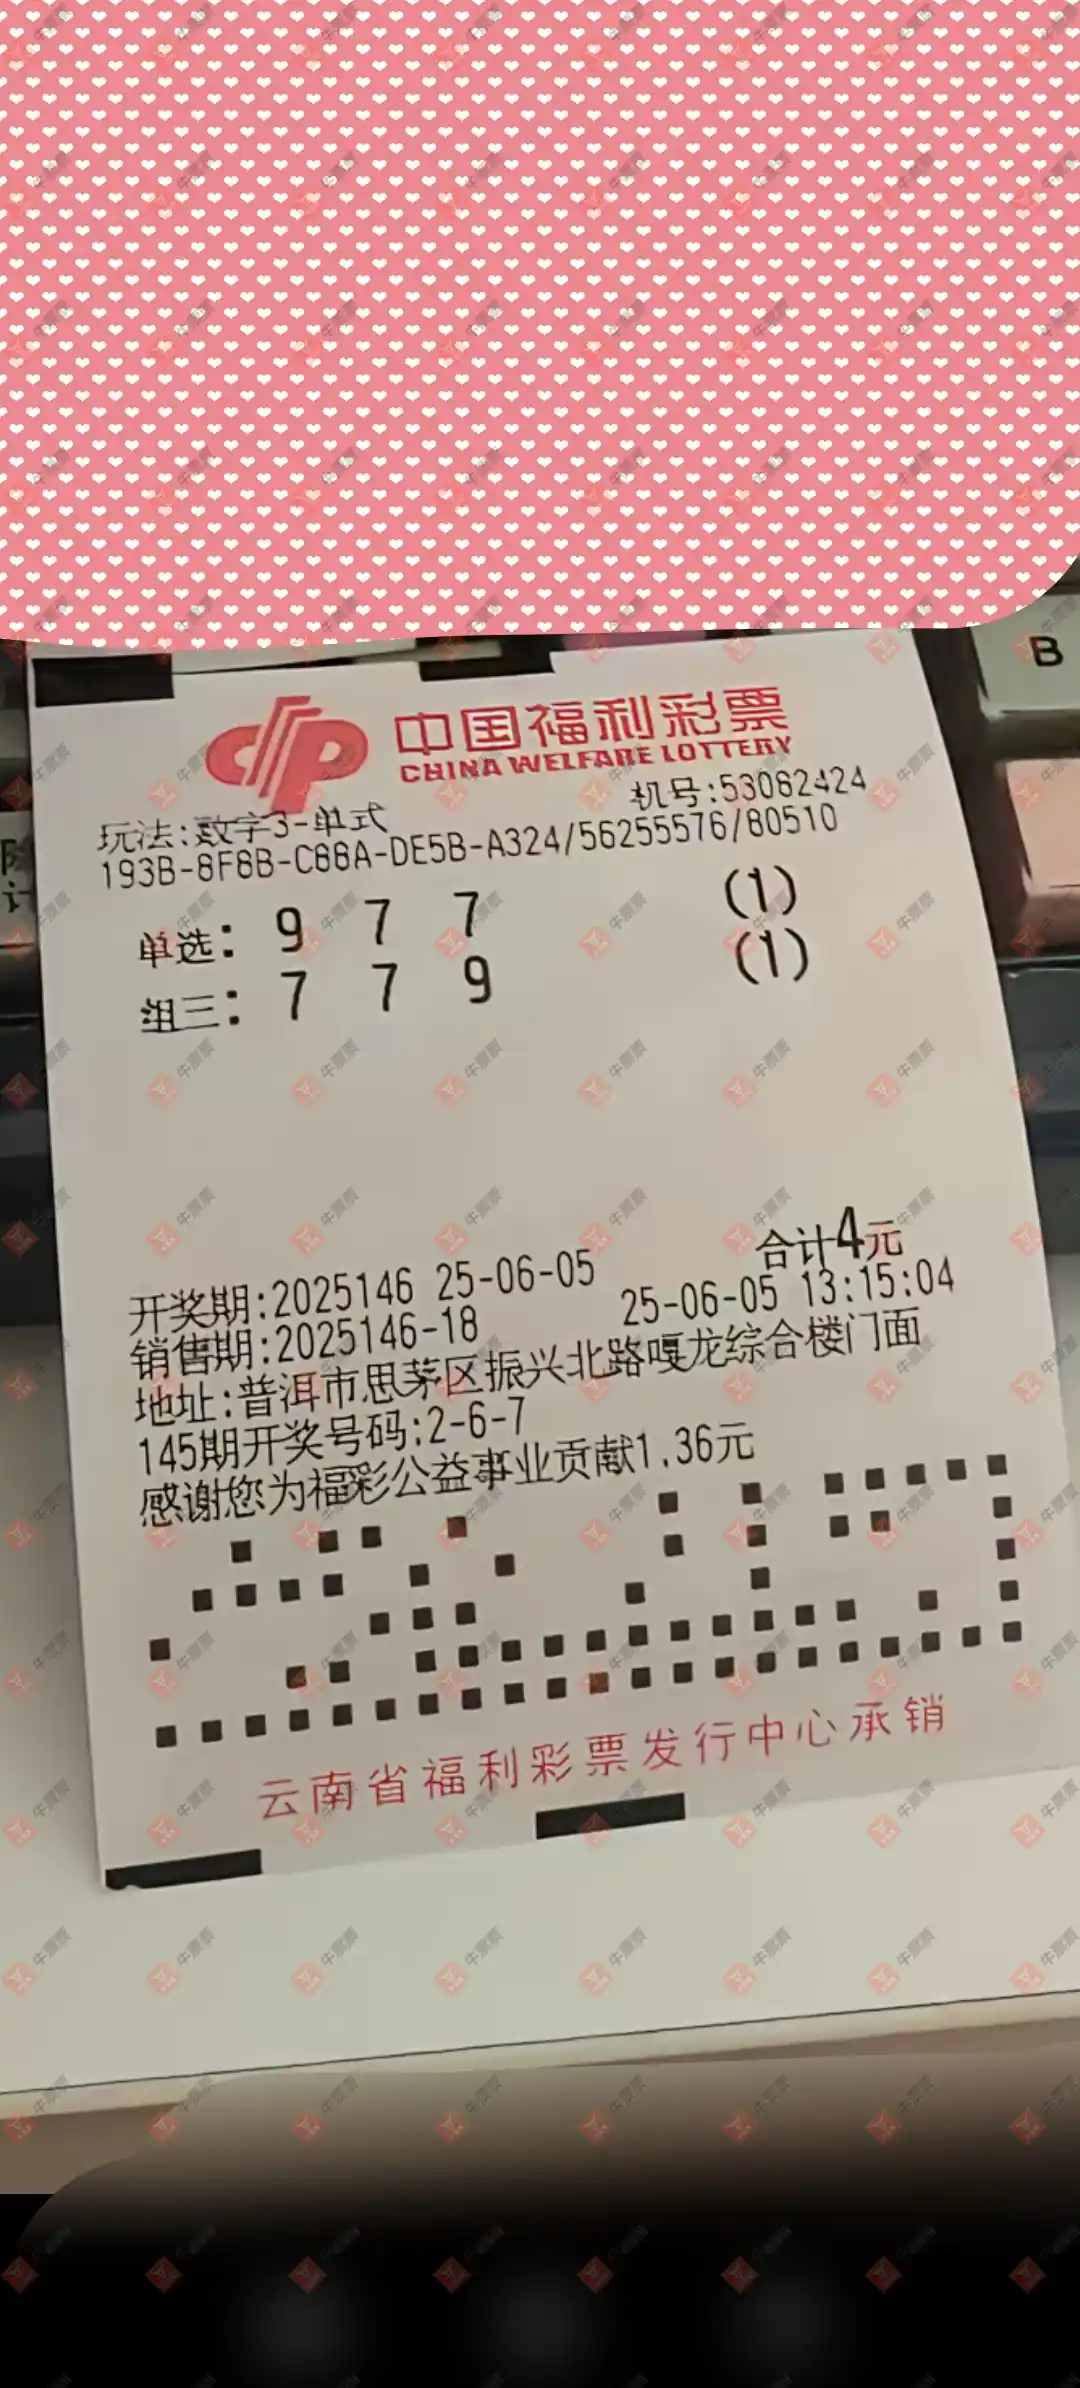 B
中国福利彩票
CHINA WELFARE LOTTERY
机号:53062424
玩法:数字3-单式
193B-8F8B-C88A-DE5B-A324/56255576/80510
单选: 9 7 7 (1)
组三: 7 7 9 (1)
合计4元
开奖期:2025146 25-06-05
销售期:2025146-18 25-06-05 13:15:04
地址:普洱市思茅区振兴北路嘎龙综合楼门面
145期开奖号码:2-6-7
感谢您为福彩公益事业贡献1.36元
云南省福利彩票发行中心承销
牛票票